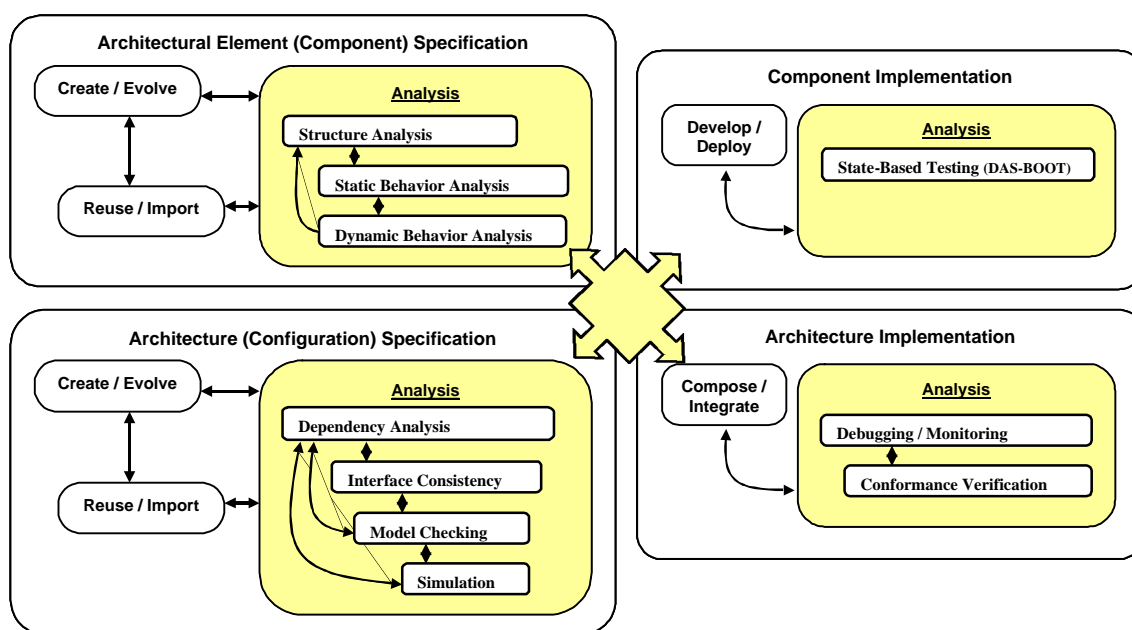 Architectural Element (Component) Specification
Create / Evolve
Reuse / Import
Analysis
Structure Analysis
Static Behavior Analysis
Dynamic Behavior Analysis
Component Implementation
Develop /
Deploy
Analysis
State-Based Testing (DAS-BOOT)
Architecture (Configuration) Specification
Create / Evolve
Reuse / Import
Analysis
Dependency Analysis
Interface Consistency
Model Checking
Simulation
Architecture Implementation
Compose /
Integrate
Analysis
Debugging / Monitoring
Conformance Verification